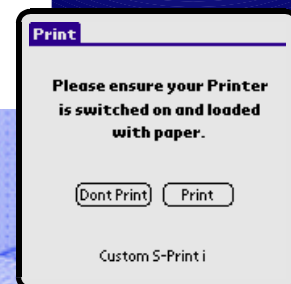 Print
Please ensure your Printer
is switched on and loaded
with paper.
Dont Print Print
Custom S-Print i